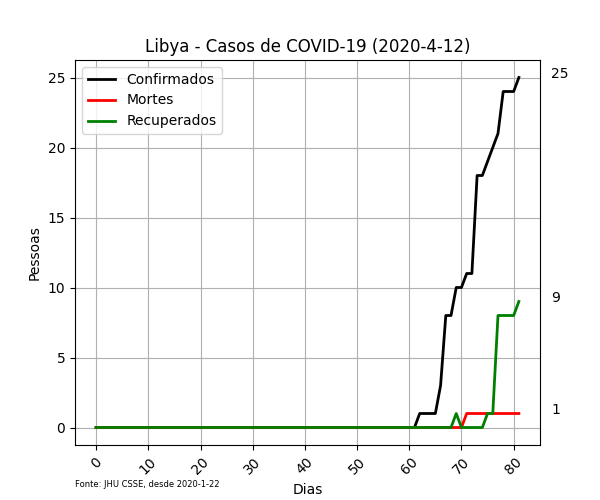 Libya - Casos de COVID-19 (2020-4-12)
Confirmados
Mortes
Recuperados
Pessoas
25
20
15
10
5
0
25
9
1
0 10 20 30 40 50 60 70 80
Dias
Fonte: JHU CSSE, desde 2020-1-22